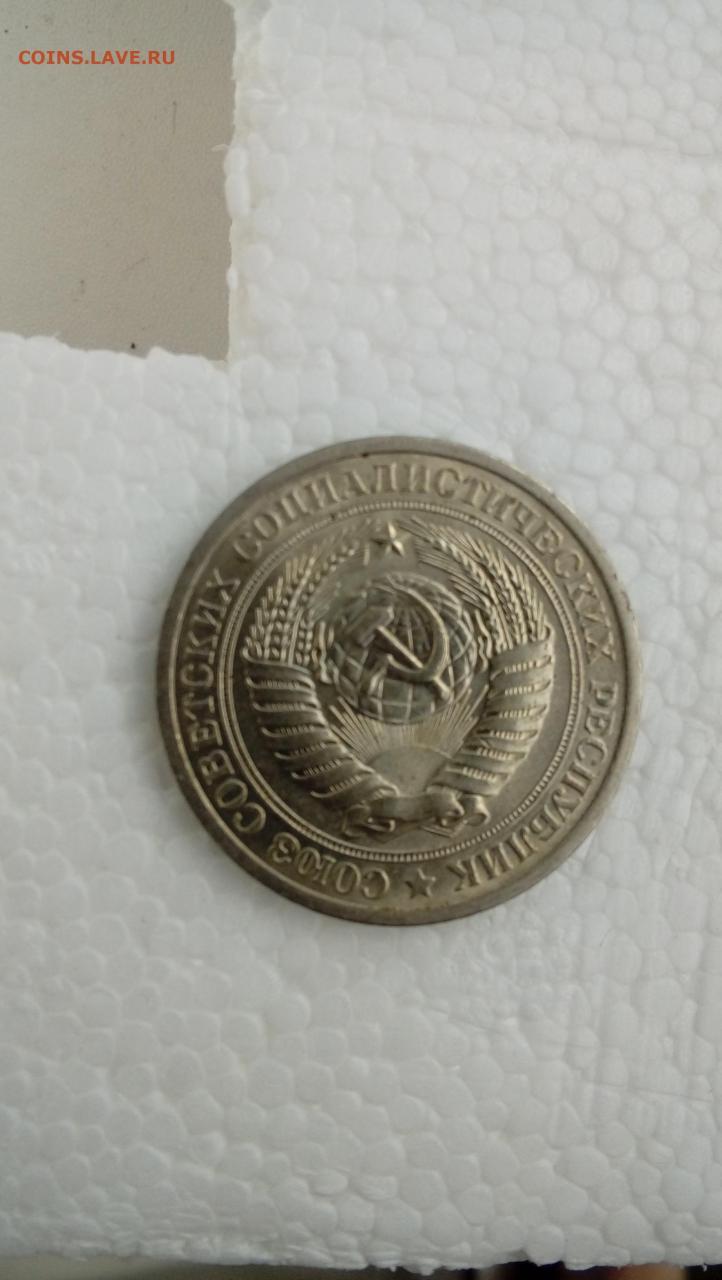 COINS.LAVE.RU
СОЮЗ СОВЕТСКИХ СОЦИАЛИСТИЧЕСКИХ РЕСПУБЛИК ★